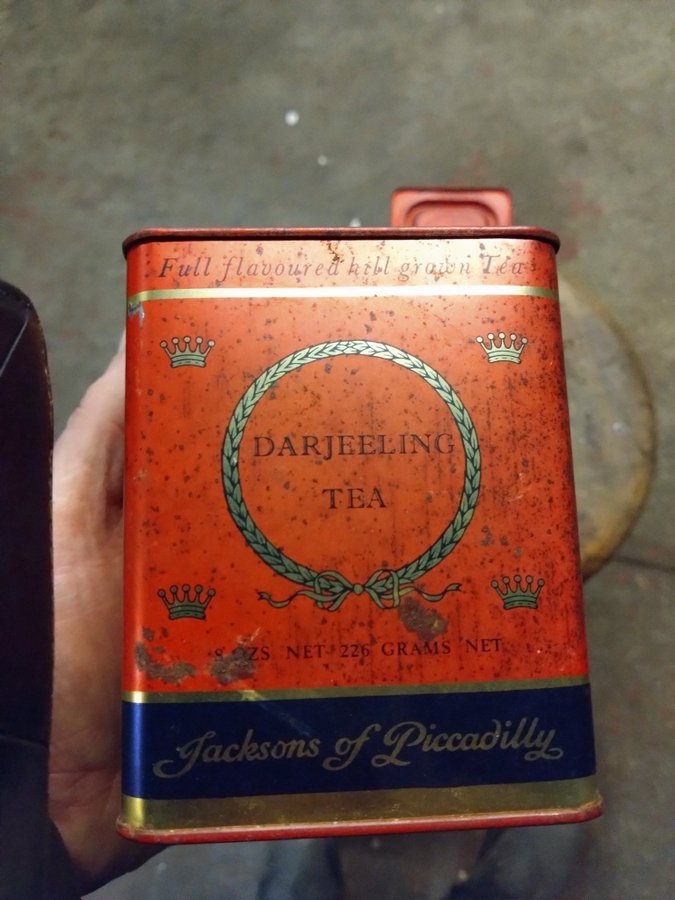 Full flavoured hill grown Tea
DARJEELING
TEA
8 OZS NET 226 GRAMS NET
Jacksons of Piccadilly